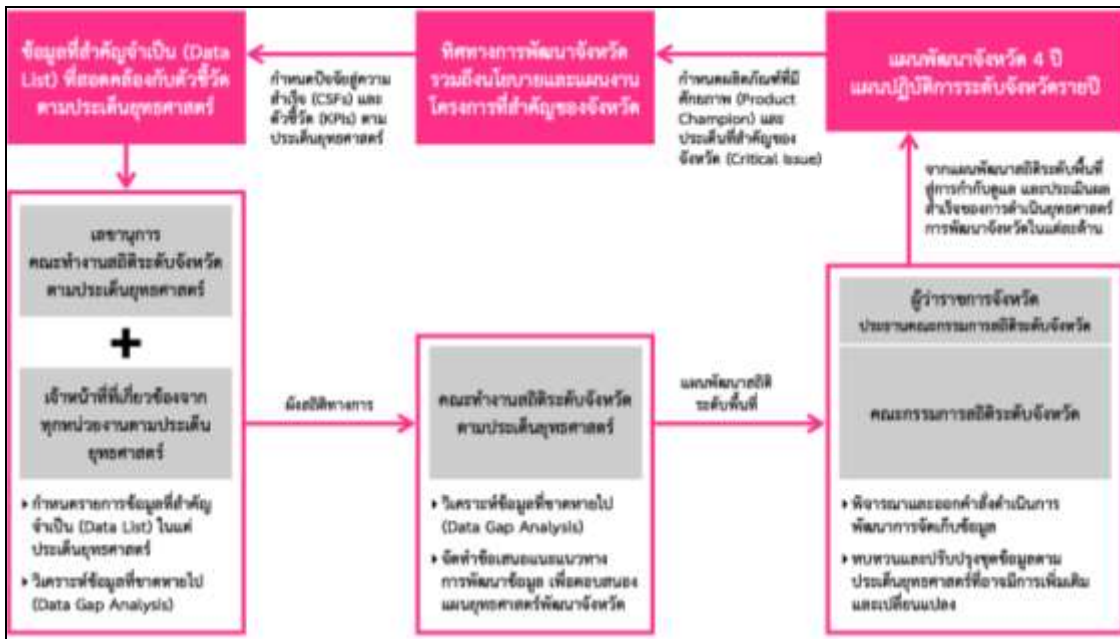 ข้อมูลที่สำคัญจำเป็น (Data
List) ที่สอดคล้องกับตัวชี้วัด
ตามประเด็นยุทธศาสตร์
กำหนดปัจจัยสู่ความ
สำเร็จ (CSFs) และ
ตัวชี้วัด (KPIs) ตาม
ประเด็นยุทธศาสตร์
ทิศทางการพัฒนาจังหวัด
รวมถึงนโยบายและแผนงาน
โครงการที่สำคัญของจังหวัด
กำหนดผลิตภัณฑ์ที่มี
ศักยภาพ (Product
Champion) และ
ประเด็นที่สำคัญของ
จังหวัด (Critical Issue)
แผนพัฒนาจังหวัด 4 ปี
แผนปฏิบัติการระดับจังหวัดรายปี
จากแผนพัฒนาสถิติระดับพื้นที่
สู่การกำกับดูแล และประเมินผล
สำเร็จของการดำเนินยุทธศาสตร์
การพัฒนาจังหวัดในแต่ละด้าน
เลขานุการ
คณะทำงานสถิติระดับจังหวัด
ตามประเด็นยุทธศาสตร์
+
เจ้าหน้าที่ที่เกี่ยวข้องจาก
ทุกหน่วยงานตามประเด็น
ยุทธศาสตร์
กำหนดรายการข้อมูลที่สำคัญ
จำเป็น (Data List) ในแต่
ประเด็นยุทธศาสตร์
วิเคราะห์ข้อมูลที่ขาดหายไป
(Data Gap Analysis)
ผังสถิติทางการ
คณะทำงานสถิติระดับจังหวัด
ตามประเด็นยุทธศาสตร์
วิเคราะห์ข้อมูลที่ขาดหายไป
(Data Gap Analysis)
จัดทำข้อเสนอแนะแนวทาง
การพัฒนาข้อมูล เพื่อตอบสนอง
แผนยุทธศาสตร์พัฒนาจังหวัด
แผนพัฒนาสถิติ
ระดับพื้นที่
ผู้ว่าราชการจังหวัด
ประธานคณะกรรมการสถิติระดับจังหวัด
คณะกรรมการสถิติระดับจังหวัด
พิจารณาและออกคำสั่งดำเนินการ
พัฒนาการจัดเก็บข้อมูล
ทบทวนและปรับปรุงชุดข้อมูลตาม
ประเด็นยุทธศาสตร์ที่อาจมีการเพิ่มเติม
และเปลี่ยนแปลง